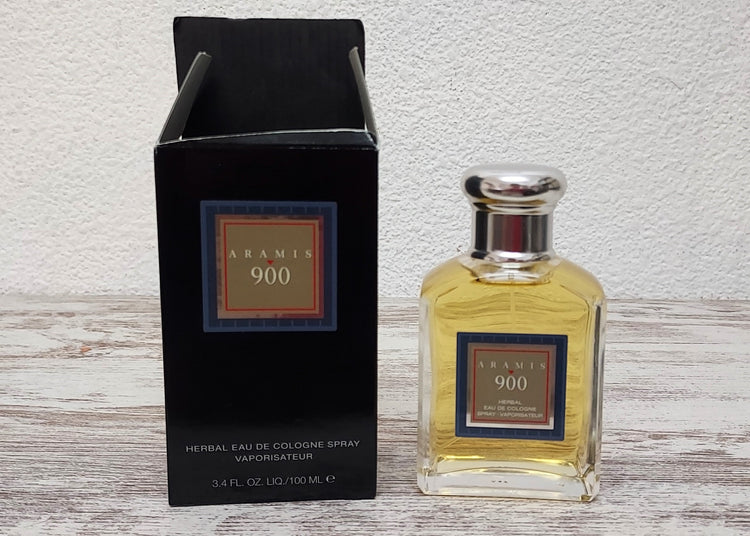 ARAMIS
900
HERBAL EAU DE COLOGNE SPRAY
VAPORISATEUR
3.4 FL. OZ. LIQ./100 ML ℮
ARAMIS
900
HERBAL
EAU DE COLOGNE
SPRAY · VAPORISATEUR